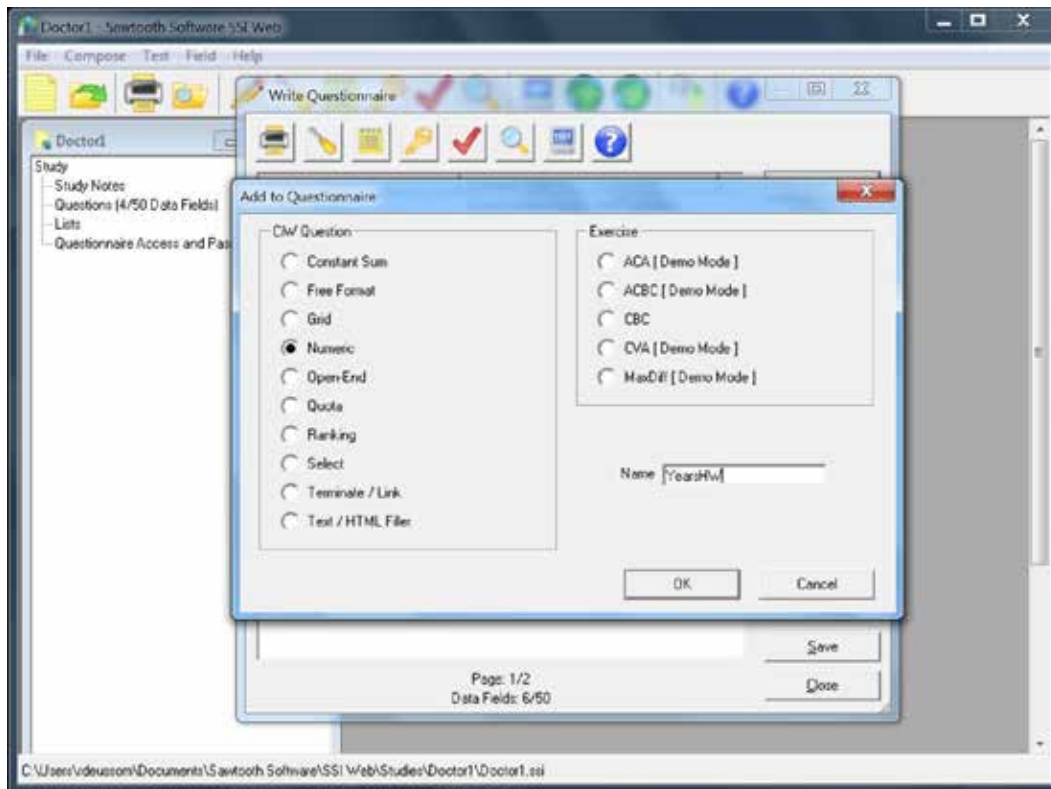 Doctor1 - Sawtooth Software SSI Web
File Compose Test Field Help
Write Questionnaire
Doctor1
Study
Study Notes
Questions (4/50 Data Fields)
Lists
Questionnaire Access and Pas
Add to Questionnaire
CiW Question
Constant Sum
Free Format
Grid
Numeric
Open-End
Quota
Ranking
Select
Terminate / Link
Text / HTML Filler
Exercise
ACA [ Demo Mode ]
ACBC [ Demo Mode ]
CBC
CVA [ Demo Mode ]
MaxDiff [ Demo Mode ]
Name YearsHW
OK Cancel
Save
Page: 1/2
Data Fields: 6/50
Close
C:\Users\vdeussom\Documents\Sawtooth Software\SSI Web\Studies\Doctor1\Doctor1.ssi